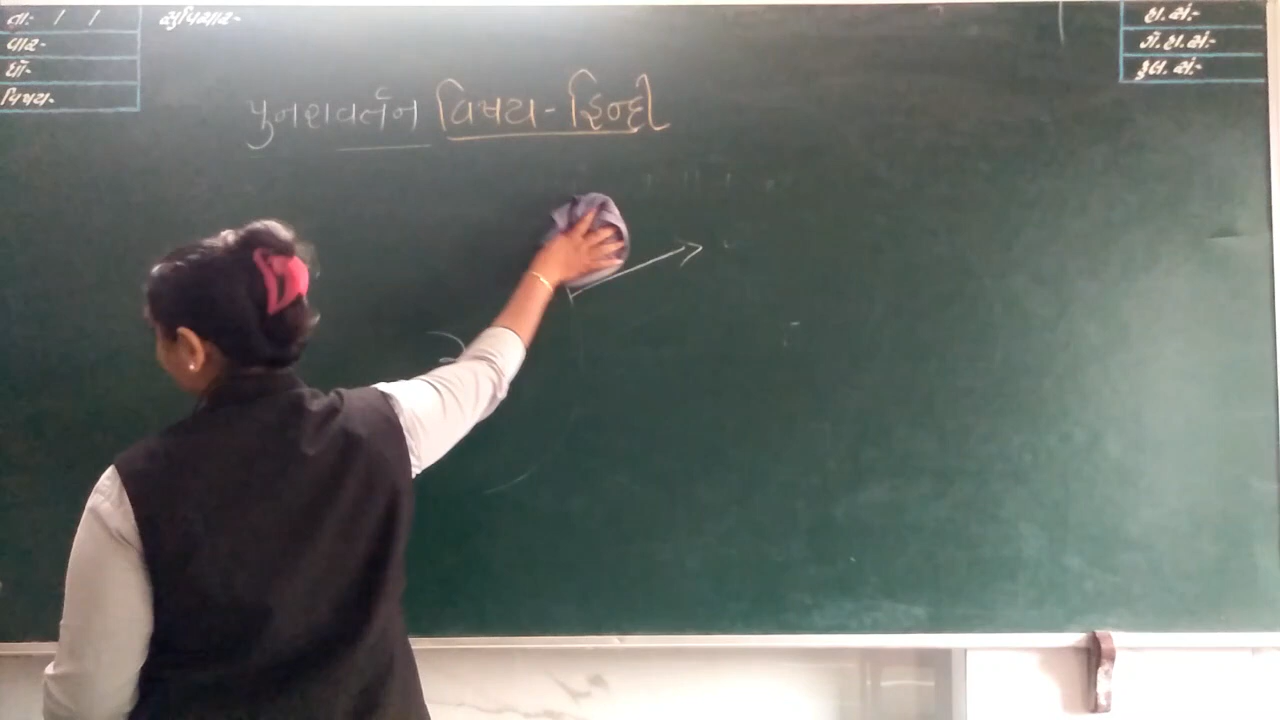 તા:- / /
સુવિચાર-
વાર-
ધો-
વિષય-
હા. સં:-
ગે. હા. સં:-
કુલ. સં:-
પુનરાવર્તન વિષય - હિન્દી